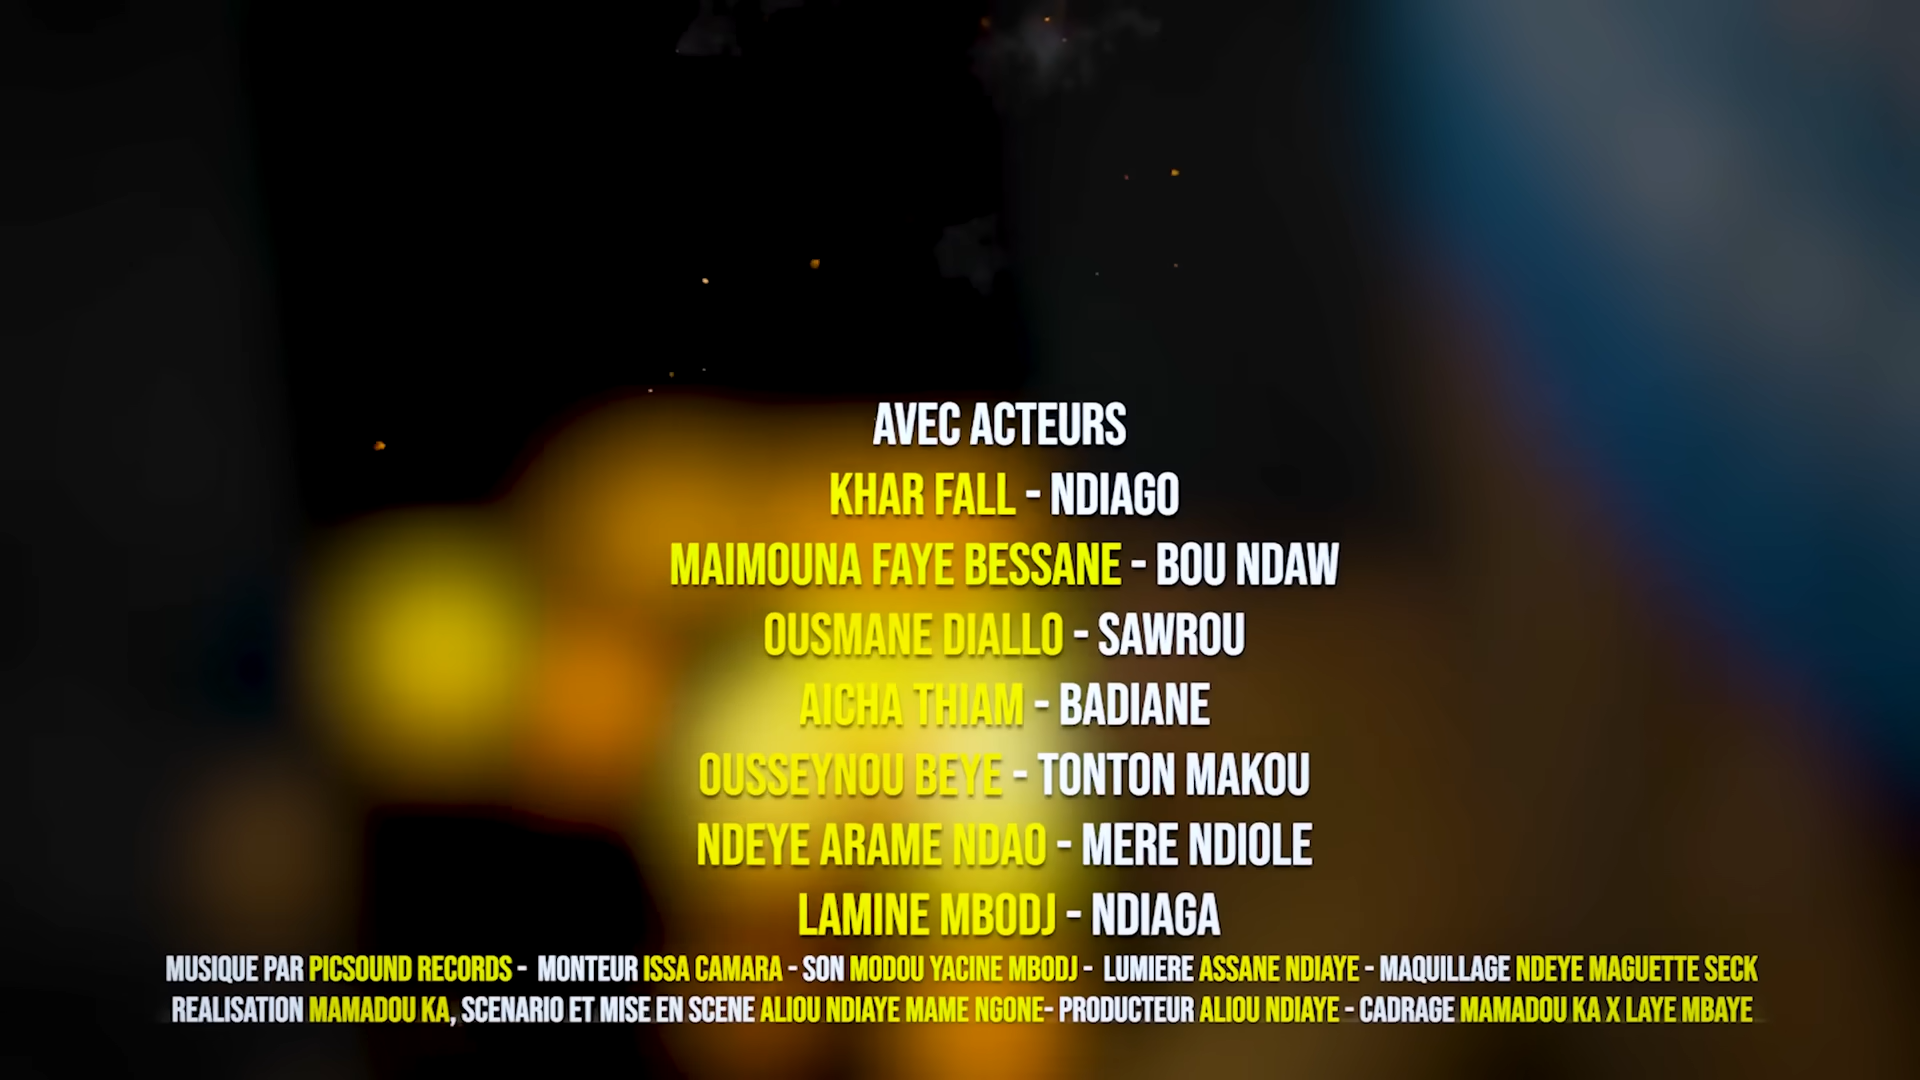 AVEC ACTEURS
KHAR FALL - NDIAGO
MAIMOUNA FAYE BESSANE - BOU NDAW
OUSMANE DIALLO - SAWROU
AICHA THIAM - BADIANE
OUSSEYNOU BEYE - TONTON MAKOU
NDEYE ARAME NDAO - MERE NDIOLE
LAMINE MBODJ - NDIAGA
MUSIQUE PAR PICSOUND RECORDS - MONTEUR ISSA CAMARA - SON MODOU YACINE MBODJ - LUMIERE ASSANE NDIAYE - MAQUILLAGE NDEYE MAGUETTE SECK
REALISATION MAMADOU KA, SCENARIO ET MISE EN SCENE ALIOU NDIAYE MAME NGONE- PRODUCTEUR ALIOU NDIAYE - CADRAGE MAMADOU KA X LAYE MBAYE